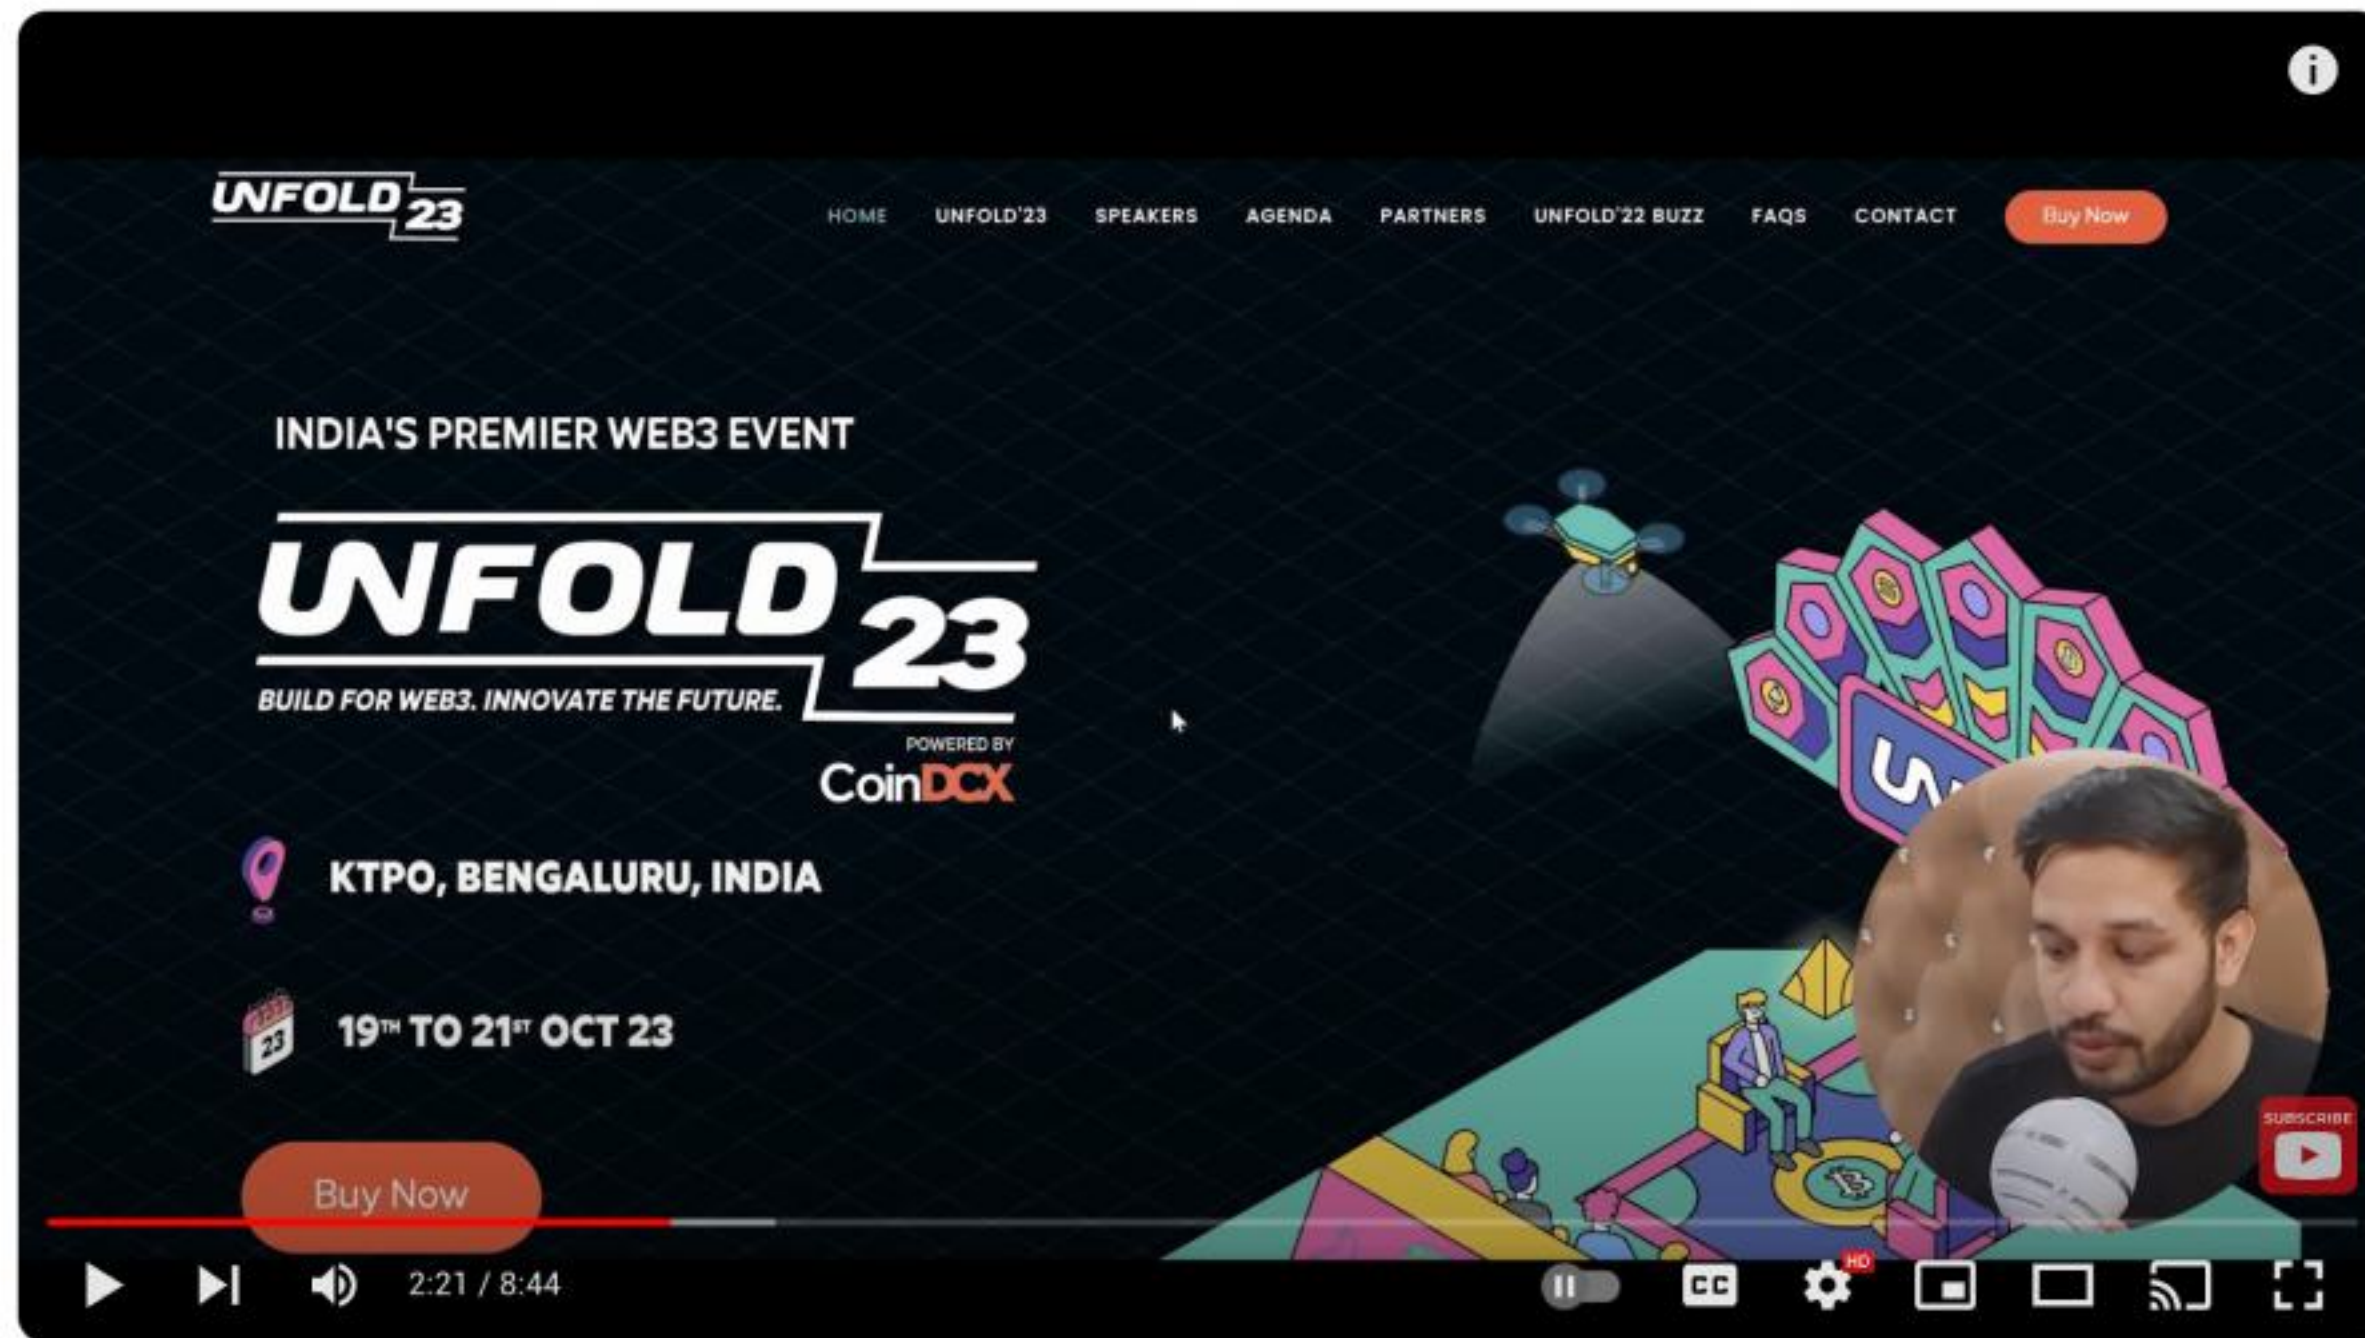 UNFOLD 23
HOME UNFOLD'23 SPEAKERS AGENDA PARTNERS UNFOLD'22 BUZZ FAQS CONTACT Buy Now
INDIA'S PREMIER WEB3 EVENT
UNFOLD 23
BUILD FOR WEB3. INNOVATE THE FUTURE.
POWERED BY
CoinDCX
KTPO, BENGALURU, INDIA
23
19TH TO 21ST OCT 23
SUBSCRIBE
Buy Now
2:21 / 8:44
CC
HD